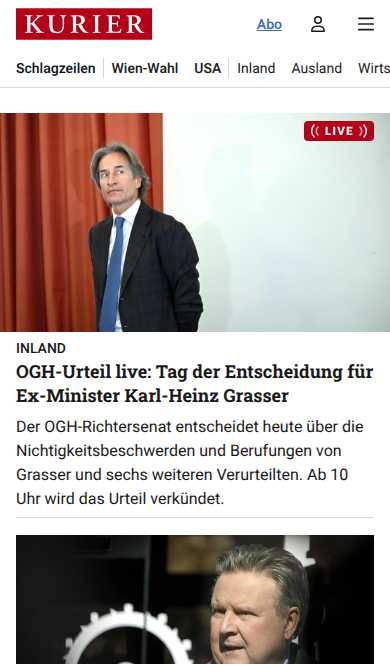 KURIER
Abo
Schlagzeilen Wien-Wahl USA Inland Ausland Wirts
LIVE
INLAND
OGH-Urteil live: Tag der Entscheidung für
Ex-Minister Karl-Heinz Grasser
Der OGH-Richtersenat entscheidet heute über die
Nichtigkeitsbeschwerden und Berufungen von
Grasser und sechs weiteren Verurteilten. Ab 10
Uhr wird das Urteil verkündet.